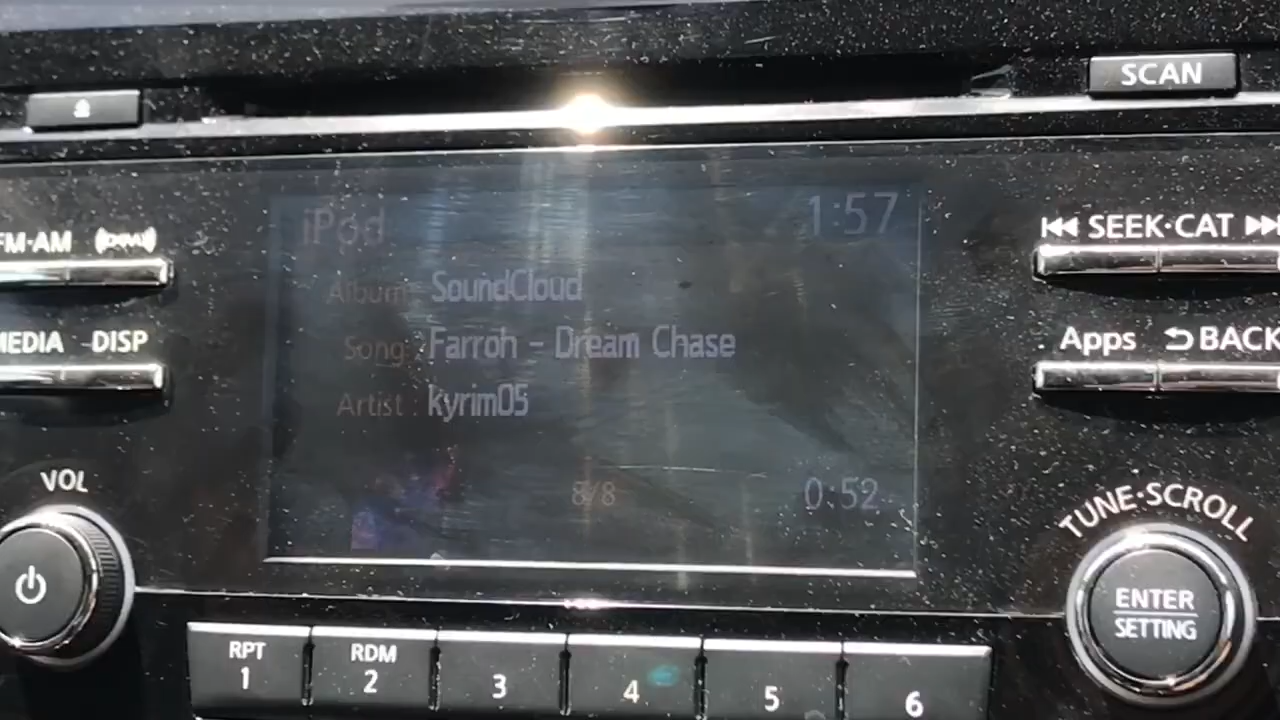 SCAN
FM·AM
iPod 1:57
SEEK·CAT
Album: SoundCloud
MEDIA DISP
Song: Farroh - Dream Chase
Apps BACK
Artist : kyrim05
VOL
8/8 0:52
TUNE·SCROLL
ENTER
SETTING
RPT
1
RDM
2
3
4
5
6